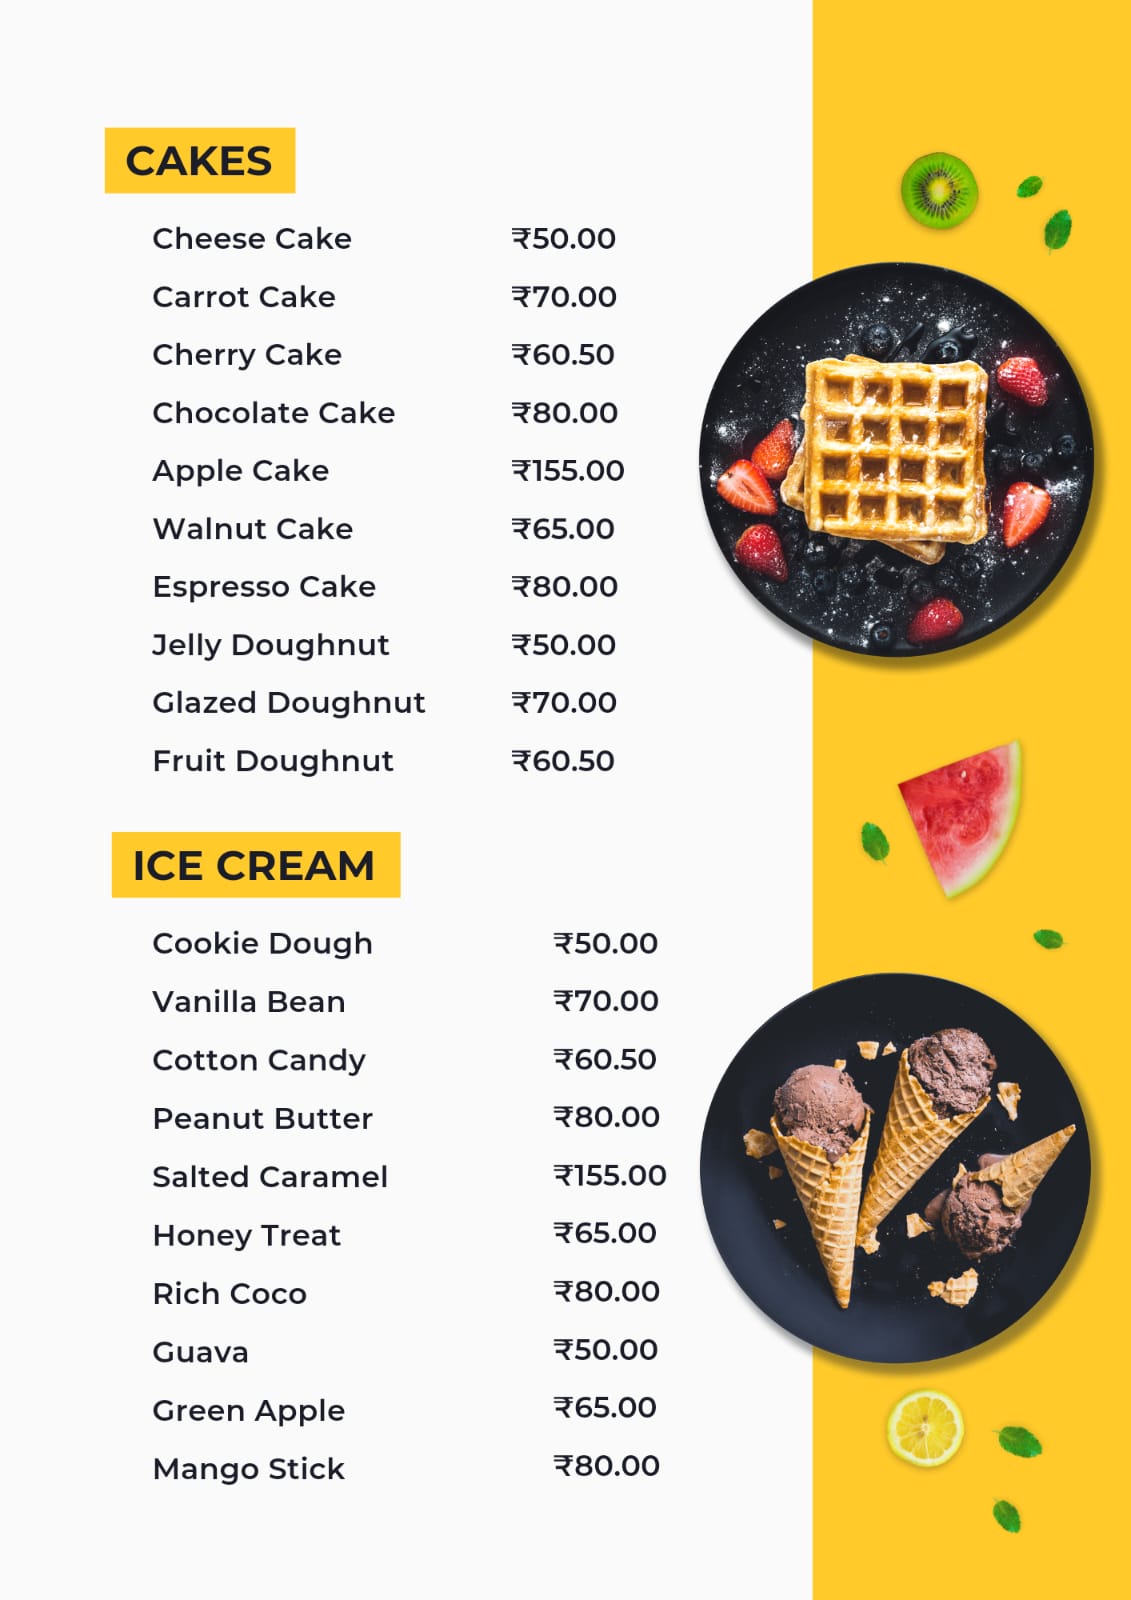 CAKES
Cheese Cake ₹50.00
Carrot Cake ₹70.00
Cherry Cake ₹60.50
Chocolate Cake ₹80.00
Apple Cake ₹155.00
Walnut Cake ₹65.00
Espresso Cake ₹80.00
Jelly Doughnut ₹50.00
Glazed Doughnut ₹70.00
Fruit Doughnut ₹60.50
ICE CREAM
Cookie Dough ₹50.00
Vanilla Bean ₹70.00
Cotton Candy ₹60.50
Peanut Butter ₹80.00
Salted Caramel ₹155.00
Honey Treat ₹65.00
Rich Coco ₹80.00
Guava ₹50.00
Green Apple ₹65.00
Mango Stick ₹80.00